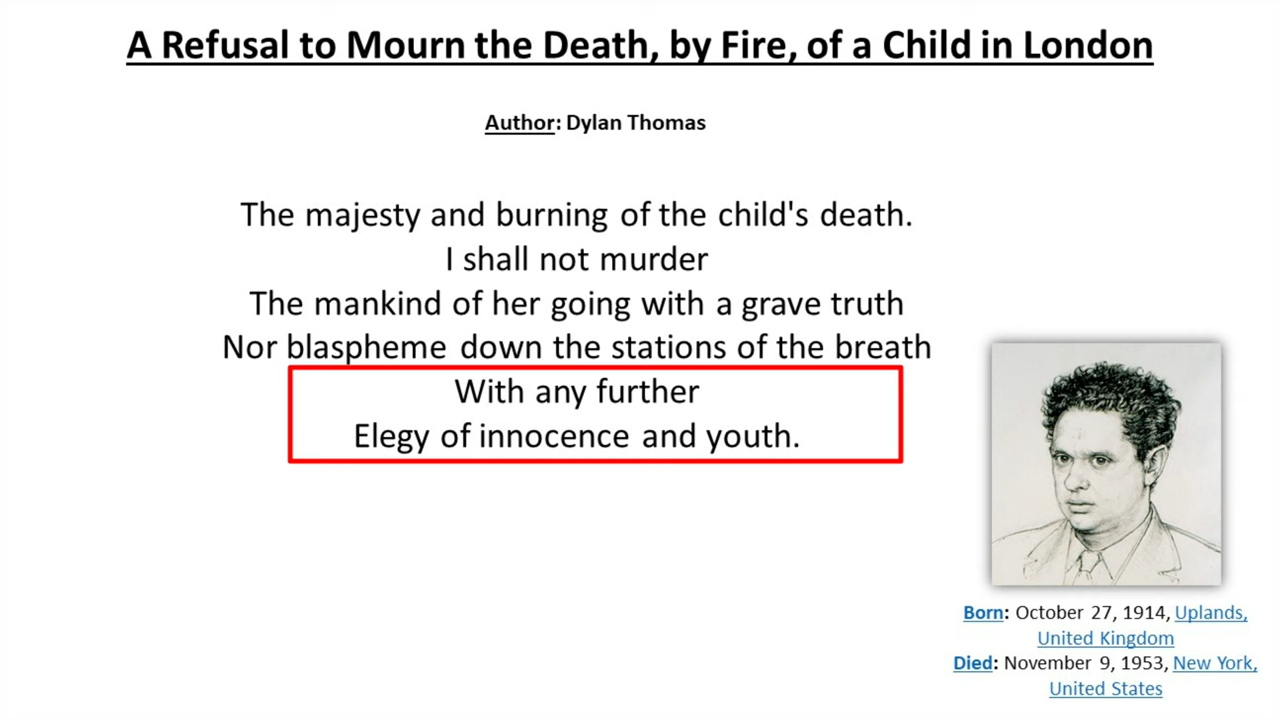 A Refusal to Mourn the Death, by Fire, of a Child in London
Author: Dylan Thomas
The majesty and burning of the child's death.
I shall not murder
The mankind of her going with a grave truth
Nor blaspheme down the stations of the breath
With any further
Elegy of innocence and youth.
Born: October 27, 1914, Uplands,
United Kingdom
Died: November 9, 1953, New York,
United States